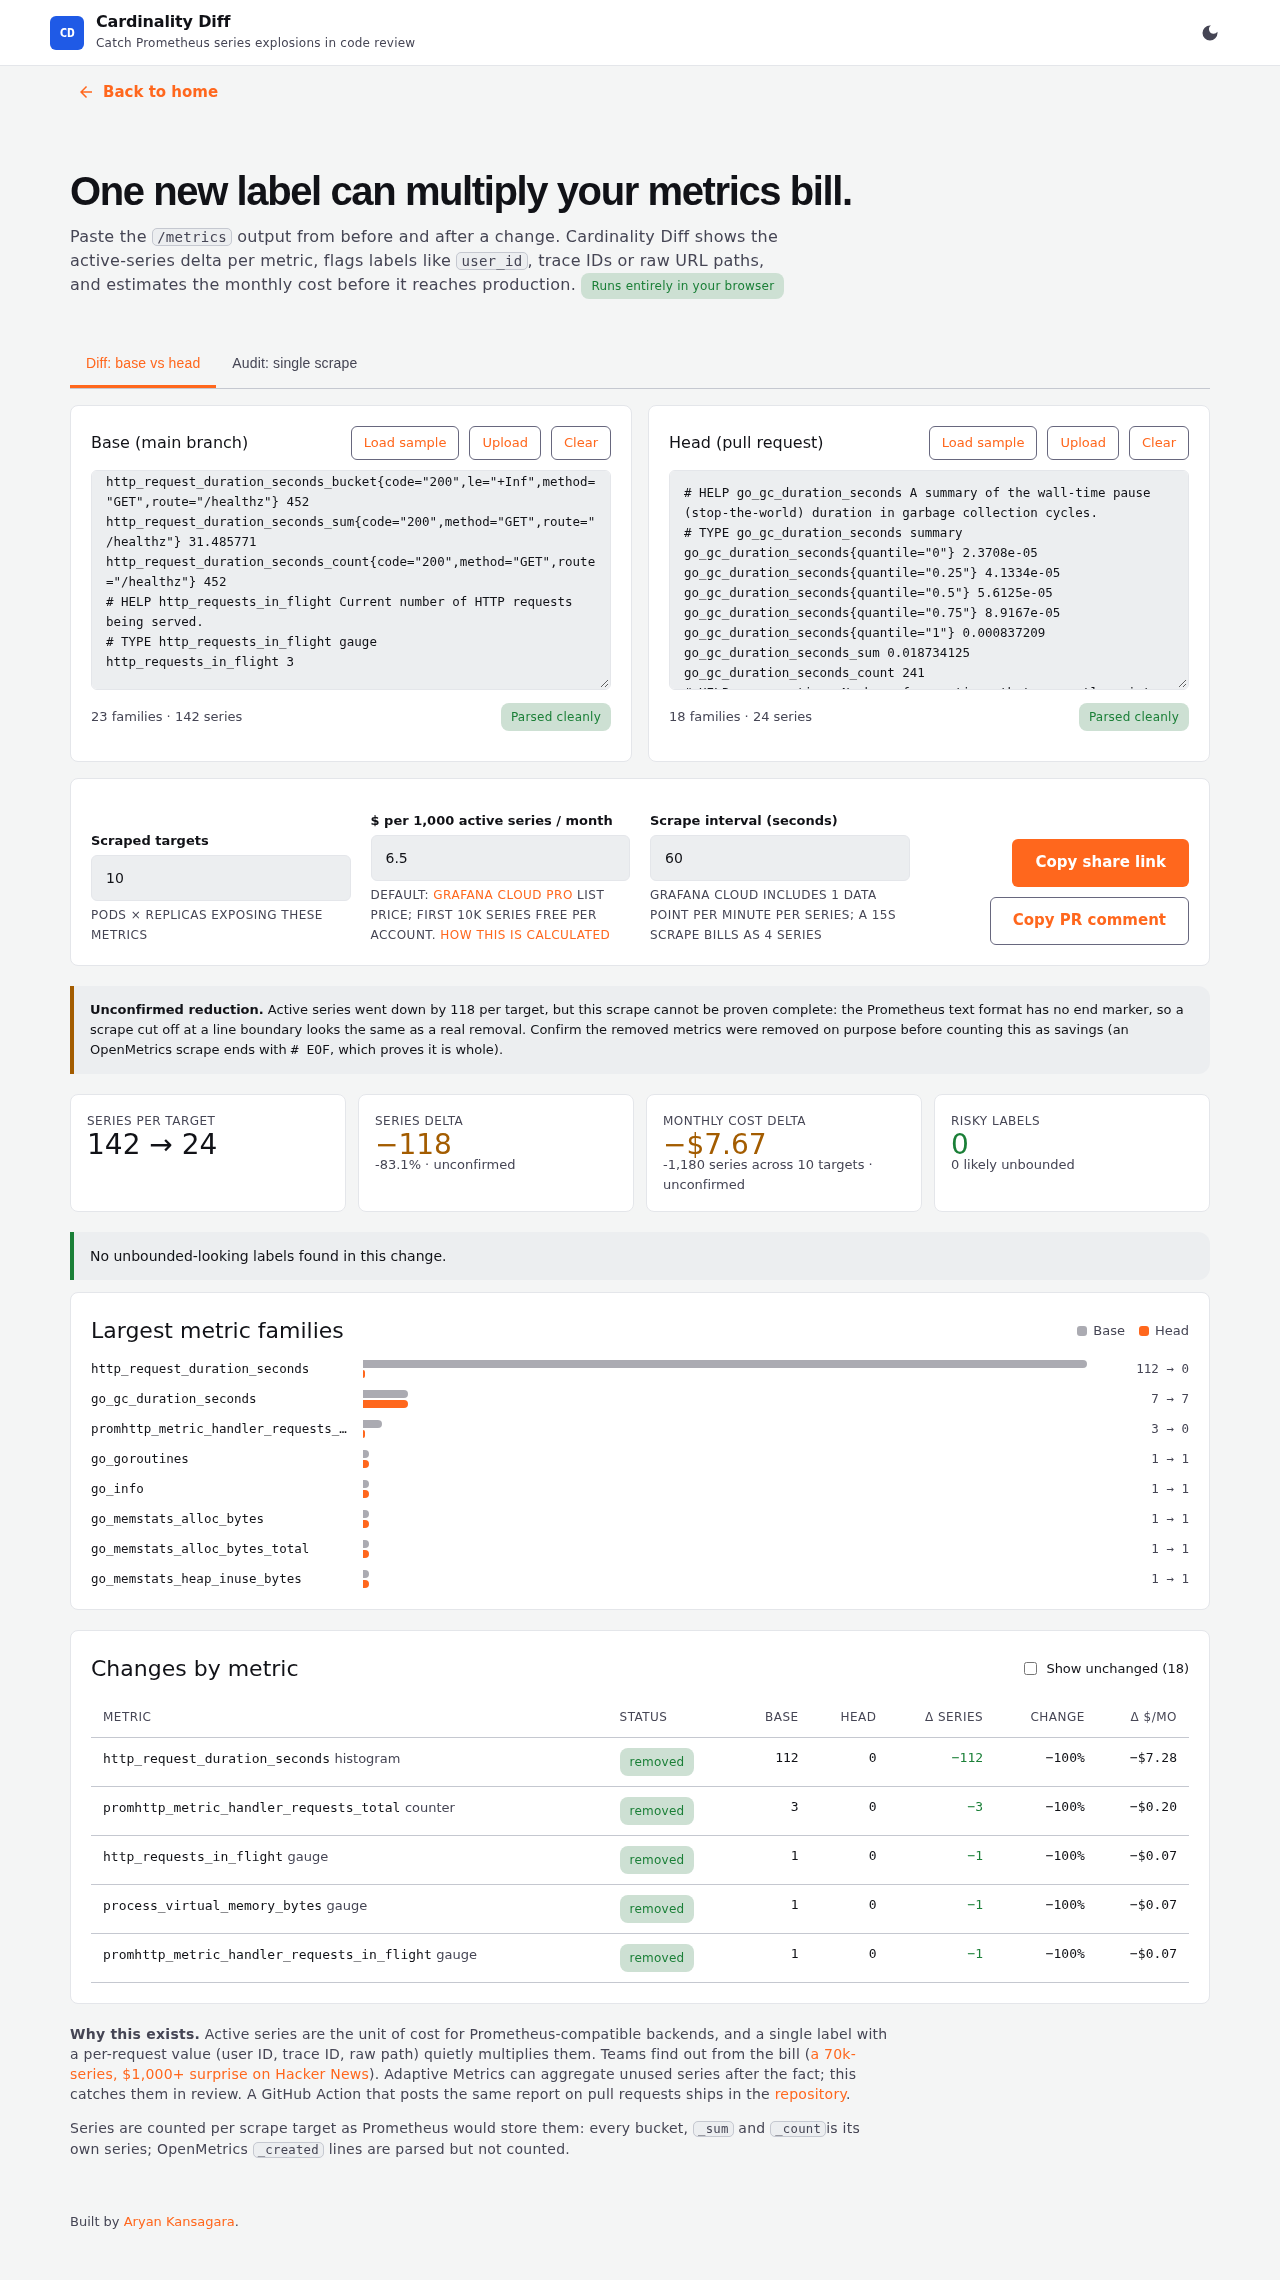 CD
Cardinality Diff
Catch Prometheus series explosions in code review
← Back to home
One new label can multiply your metrics bill.
Paste the /metrics output from before and after a change. Cardinality Diff shows the
active-series delta per metric, flags labels like user_id, trace IDs or raw URL paths,
and estimates the monthly cost before it reaches production. Runs entirely in your browser
Diff: base vs head Audit: single scrape
Base (main branch) Load sample Upload Clear
http_request_duration_seconds_bucket{code="200",le="+Inf",method=
"GET",route="/healthz"} 452
http_request_duration_seconds_sum{code="200",method="GET",route="
/healthz"} 31.485771
http_request_duration_seconds_count{code="200",method="GET",route
="/healthz"} 452
# HELP http_requests_in_flight Current number of HTTP requests
being served.
# TYPE http_requests_in_flight gauge
http_requests_in_flight 3
23 families · 142 series Parsed cleanly
Head (pull request) Load sample Upload Clear
# HELP go_gc_duration_seconds A summary of the wall-time pause
(stop-the-world) duration in garbage collection cycles.
# TYPE go_gc_duration_seconds summary
go_gc_duration_seconds{quantile="0"} 2.3708e-05
go_gc_duration_seconds{quantile="0.25"} 4.1334e-05
go_gc_duration_seconds{quantile="0.5"} 5.6125e-05
go_gc_duration_seconds{quantile="0.75"} 8.9167e-05
go_gc_duration_seconds{quantile="1"} 0.000837209
go_gc_duration_seconds_sum 0.018734125
go_gc_duration_seconds_count 241
18 families · 24 series Parsed cleanly
Scraped targets
10
PODS × REPLICAS EXPOSING THESE
METRICS
$ per 1,000 active series / month
6.5
DEFAULT: GRAFANA CLOUD PRO LIST
PRICE; FIRST 10K SERIES FREE PER
ACCOUNT. HOW THIS IS CALCULATED
Scrape interval (seconds)
60
GRAFANA CLOUD INCLUDES 1 DATA
POINT PER MINUTE PER SERIES; A 15S
SCRAPE BILLS AS 4 SERIES
Copy share link
Copy PR comment
Unconfirmed reduction. Active series went down by 118 per target, but this scrape cannot be proven complete: the Prometheus text format has no end marker, so a
scrape cut off at a line boundary looks the same as a real removal. Confirm the removed metrics were removed on purpose before counting this as savings (an
OpenMetrics scrape ends with # EOF, which proves it is whole).
SERIES PER TARGET
142 → 24
SERIES DELTA
−118
-83.1% · unconfirmed
MONTHLY COST DELTA
−$7.67
-1,180 series across 10 targets ·
unconfirmed
RISKY LABELS
0
0 likely unbounded
No unbounded-looking labels found in this change.
Largest metric families Base Head
http_request_duration_seconds 112 → 0
go_gc_duration_seconds 7 → 7
promhttp_metric_handler_requests_… 3 → 0
go_goroutines 1 → 1
go_info 1 → 1
go_memstats_alloc_bytes 1 → 1
go_memstats_alloc_bytes_total 1 → 1
go_memstats_heap_inuse_bytes 1 → 1
Changes by metric Show unchanged (18)
METRIC STATUS BASE HEAD Δ SERIES CHANGE Δ $/MO
http_request_duration_seconds histogram removed 112 0 −112 −100% −$7.28
promhttp_metric_handler_requests_total counter removed 3 0 −3 −100% −$0.20
http_requests_in_flight gauge removed 1 0 −1 −100% −$0.07
process_virtual_memory_bytes gauge removed 1 0 −1 −100% −$0.07
promhttp_metric_handler_requests_in_flight gauge removed 1 0 −1 −100% −$0.07
Why this exists. Active series are the unit of cost for Prometheus-compatible backends, and a single label with
a per-request value (user ID, trace ID, raw path) quietly multiplies them. Teams find out from the bill (a 70k-
series, $1,000+ surprise on Hacker News). Adaptive Metrics can aggregate unused series after the fact; this
catches them in review. A GitHub Action that posts the same report on pull requests ships in the repository.
Series are counted per scrape target as Prometheus would store them: every bucket, _sum and _count is its
own series; OpenMetrics _created lines are parsed but not counted.
Built by Aryan Kansagara.